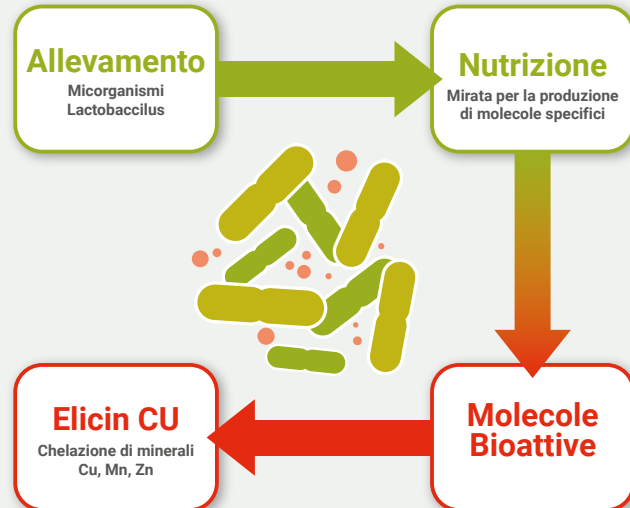 Allevamento
Micorganismi
Lactobaccilus
Nutrizione
Mirata per la produzione
di molecole specifici
Elicin CU
Chelazione di minerali
Cu, Mn, Zn
Molecole
Bioattive